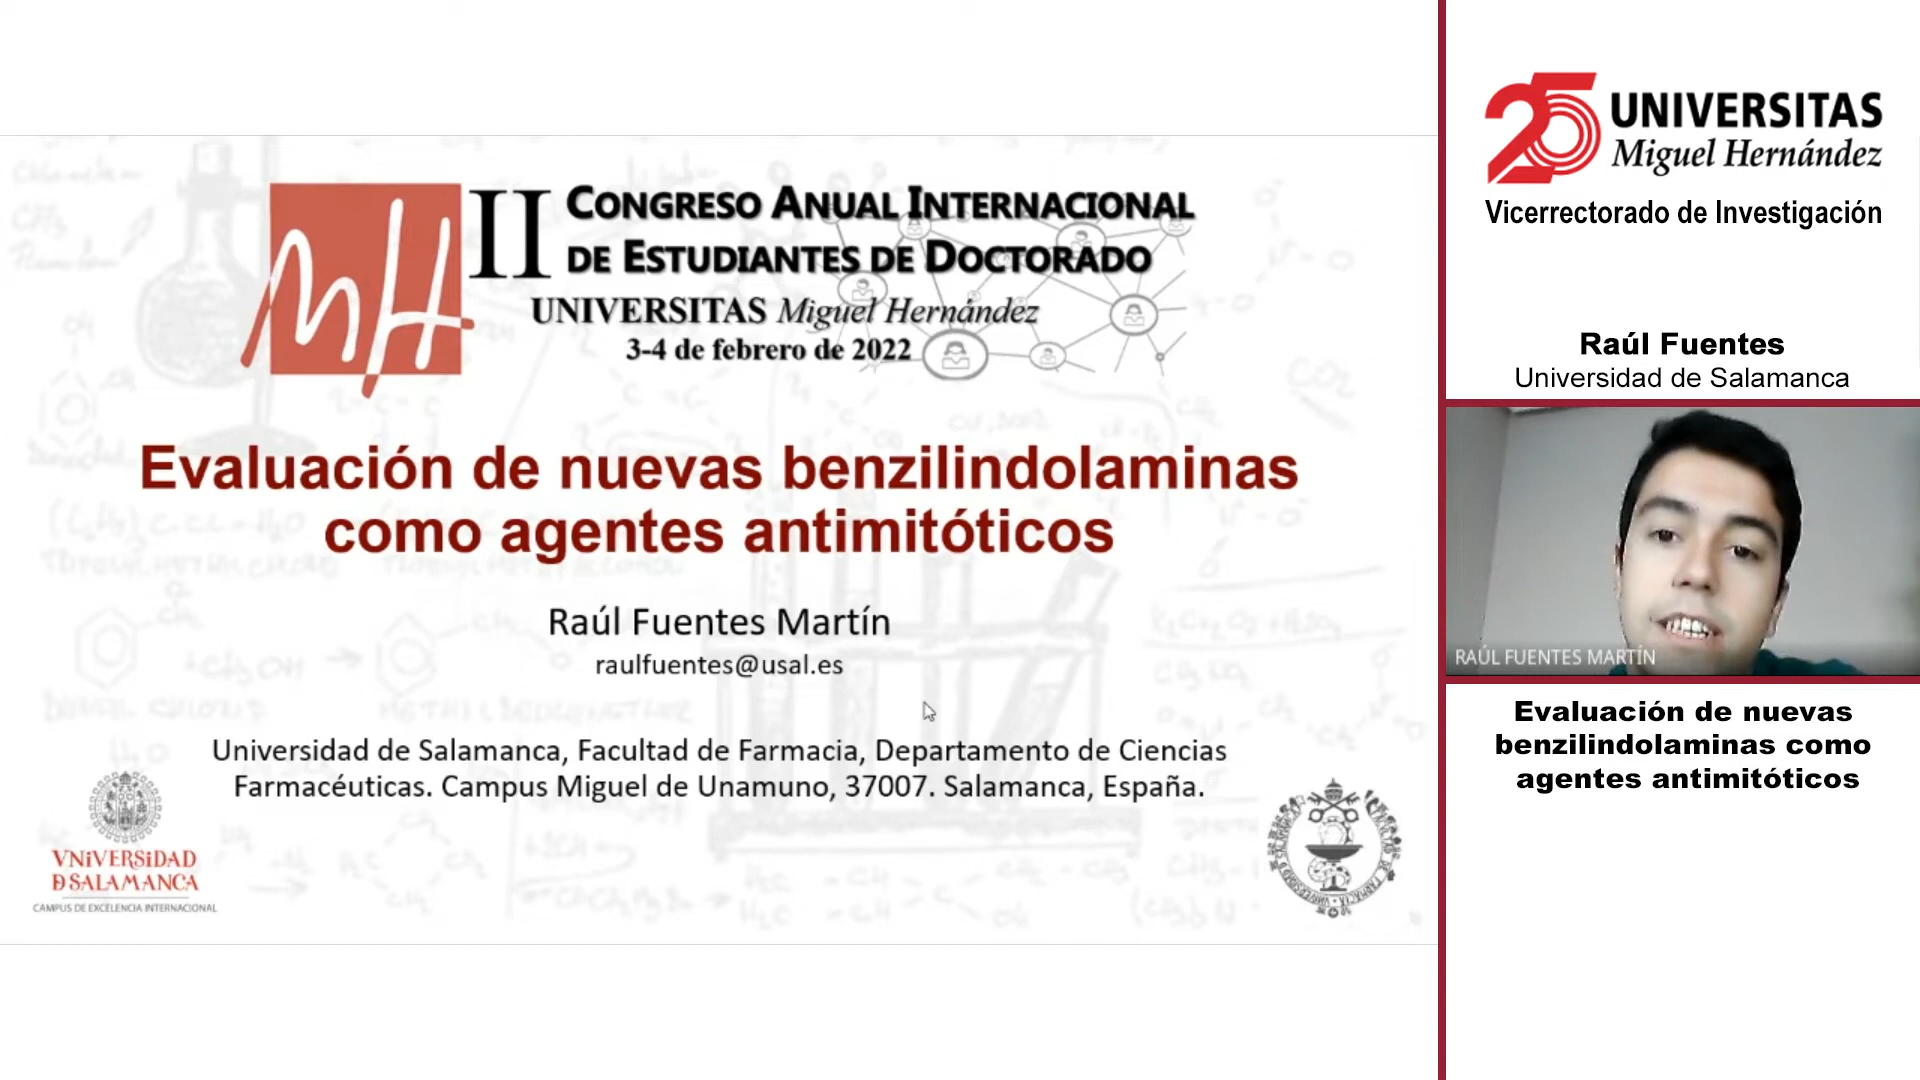 II
CONGRESO ANUAL INTERNACIONAL
DE ESTUDIANTES DE DOCTORADO
UNIVERSITAS Miguel Hernández
3-4 de febrero de 2022
Evaluación de nuevas benzilindolaminas
como agentes antimitóticos
Raúl Fuentes Martín
raulfuentes@usal.es
Universidad de Salamanca, Facultad de Farmacia, Departamento de Ciencias
Farmacéuticas. Campus Miguel de Unamuno, 37007. Salamanca, España.
VNiVERSiDAD
D SALAMANCA
CAMPUS DE EXCELENCIA INTERNACIONAL
25 UNIVERSITAS
Miguel Hernández
Vicerrectorado de Investigación
Raúl Fuentes
Universidad de Salamanca
RAÚL FUENTES MARTÍN
Evaluación de nuevas
benzilindolaminas como
agentes antimitóticos